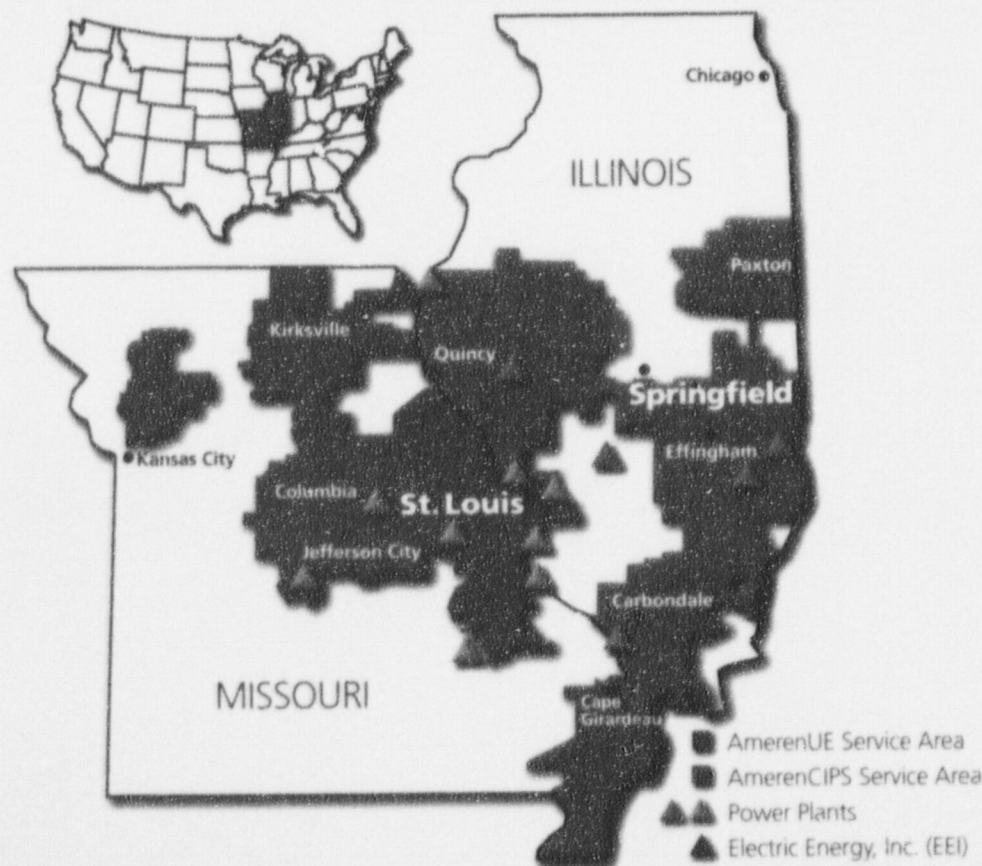 Chicago
ILLINOIS
Paxton
Kirksville
Quincy
Springfield
Kansas City
Effingham
Columbia
St. Louis
Jefferson City
Carbondale
MISSOURI
Cape
Girardeau
AmerenUE Service Area
AmerenCIPS Service Area
Power Plants
Electric Energy, Inc. (EEI)